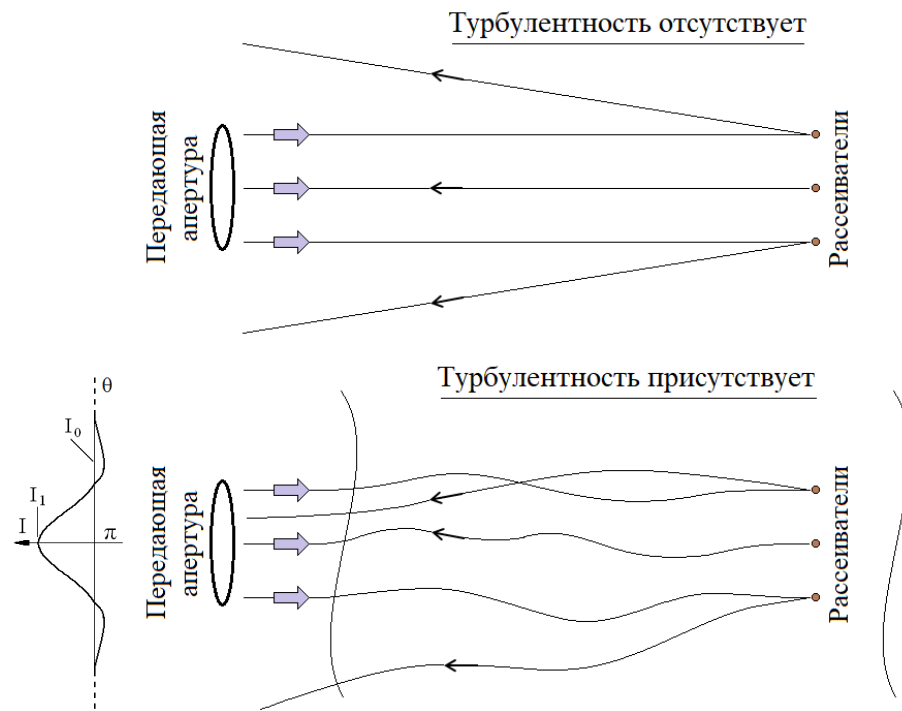 Турбулентность отсутствует
Передающая
апертура
Рассеиватели
Турбулентность присутствует
θ
I₀
I₁
I
π
Передающая
апертура
Рассеиватели